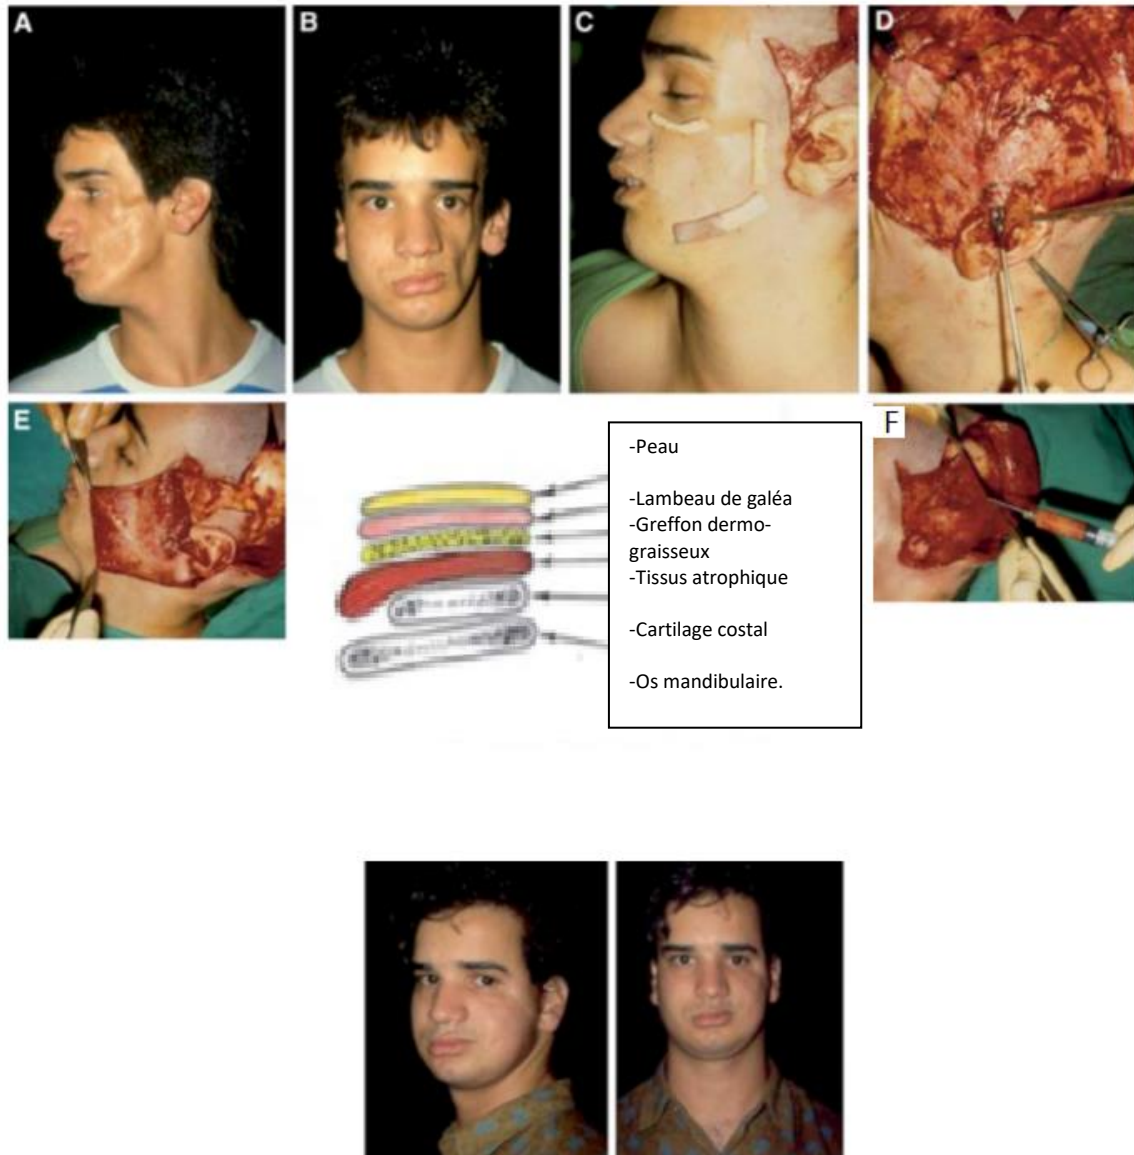 A
B
C
D
E
F
-Peau
-Lambeau de galéa
-Greffon dermo-
graisseux
-Tissus atrophique
-Cartilage costal
-Os mandibulaire.